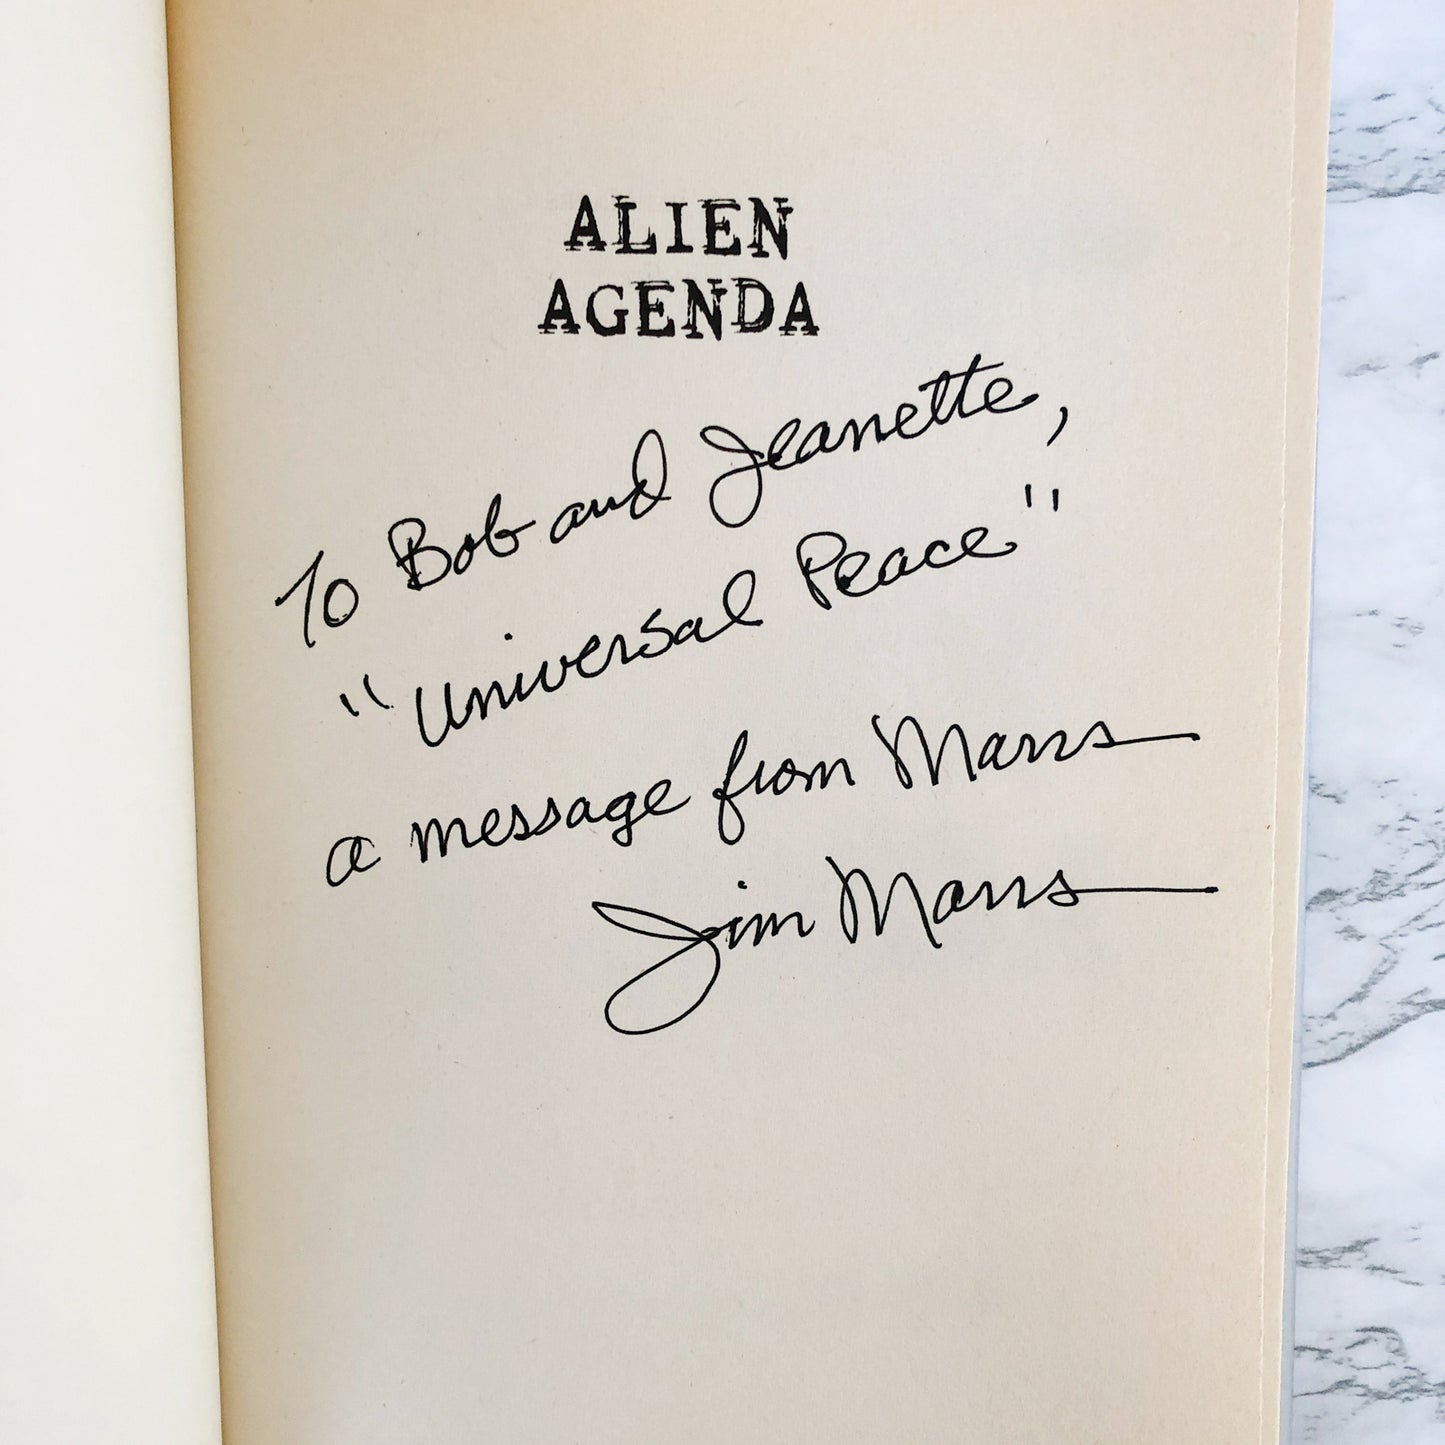 ALIEN
AGENDA
To Bob and Jeanette,
"Universal Peace"
a message from Marrs
Jim Marrs